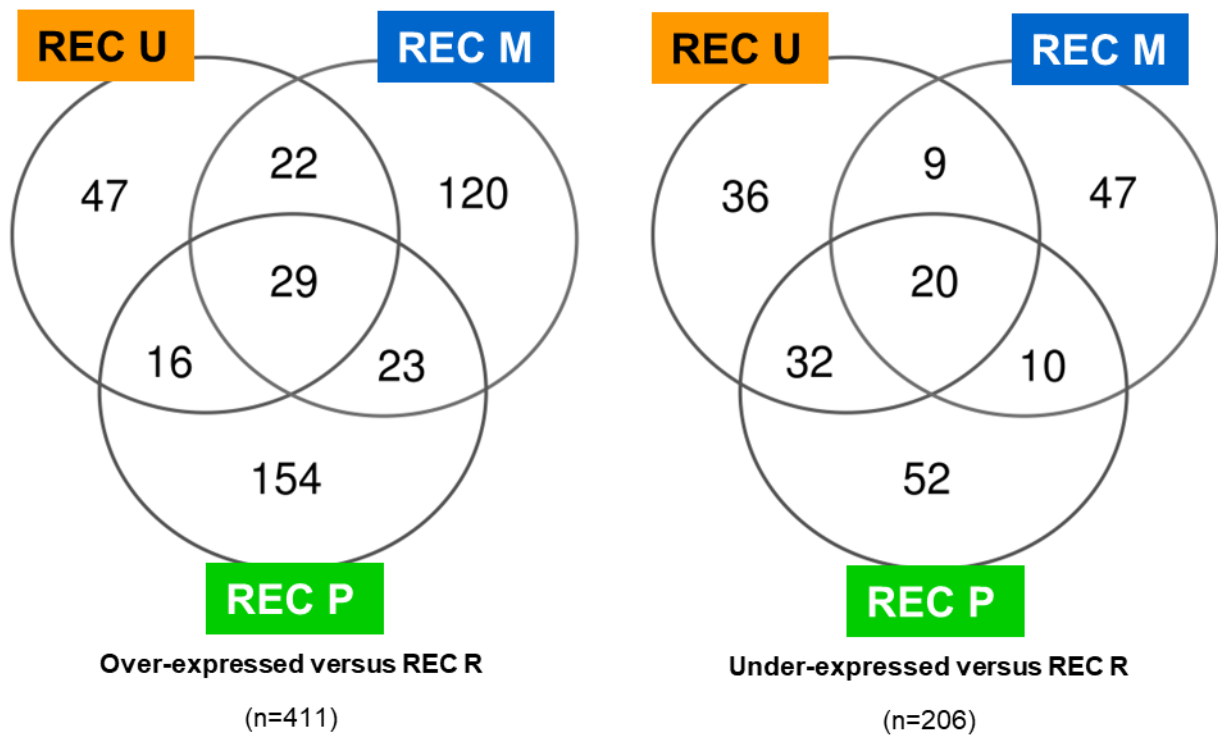 REC U
REC M
22
47
120
29
16
23
154
REC P
Over-expressed versus REC R
(n=411)
REC U
REC M
9
36
47
20
32
10
52
REC P
Under-expressed versus REC R
(n=206)